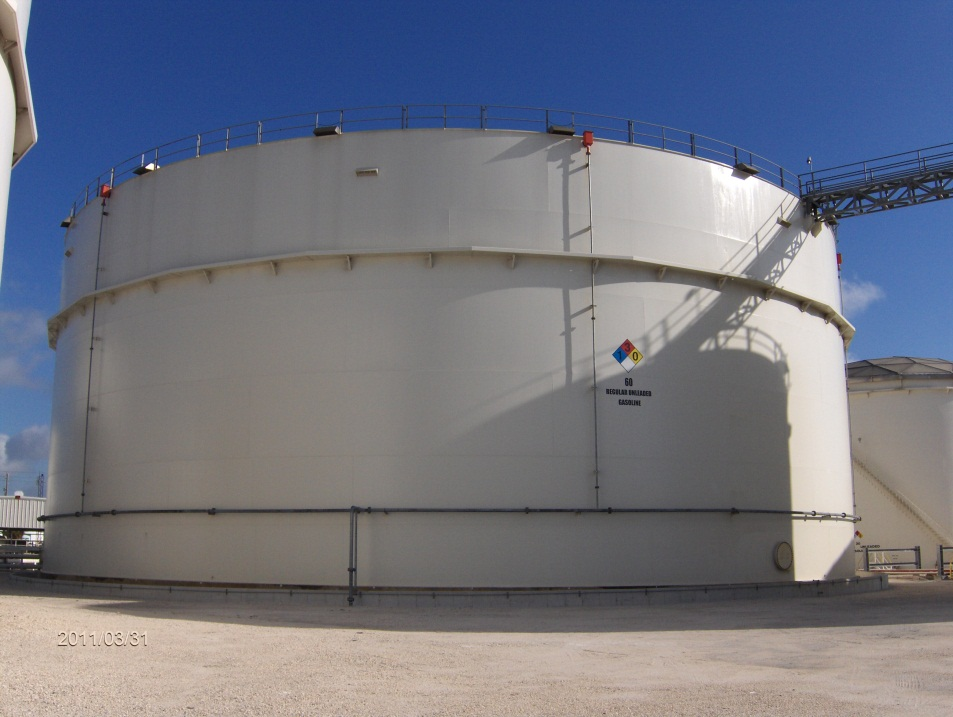 3
1 0
60
REGULAR UNLEADED
GASOLINE
2011/03/31